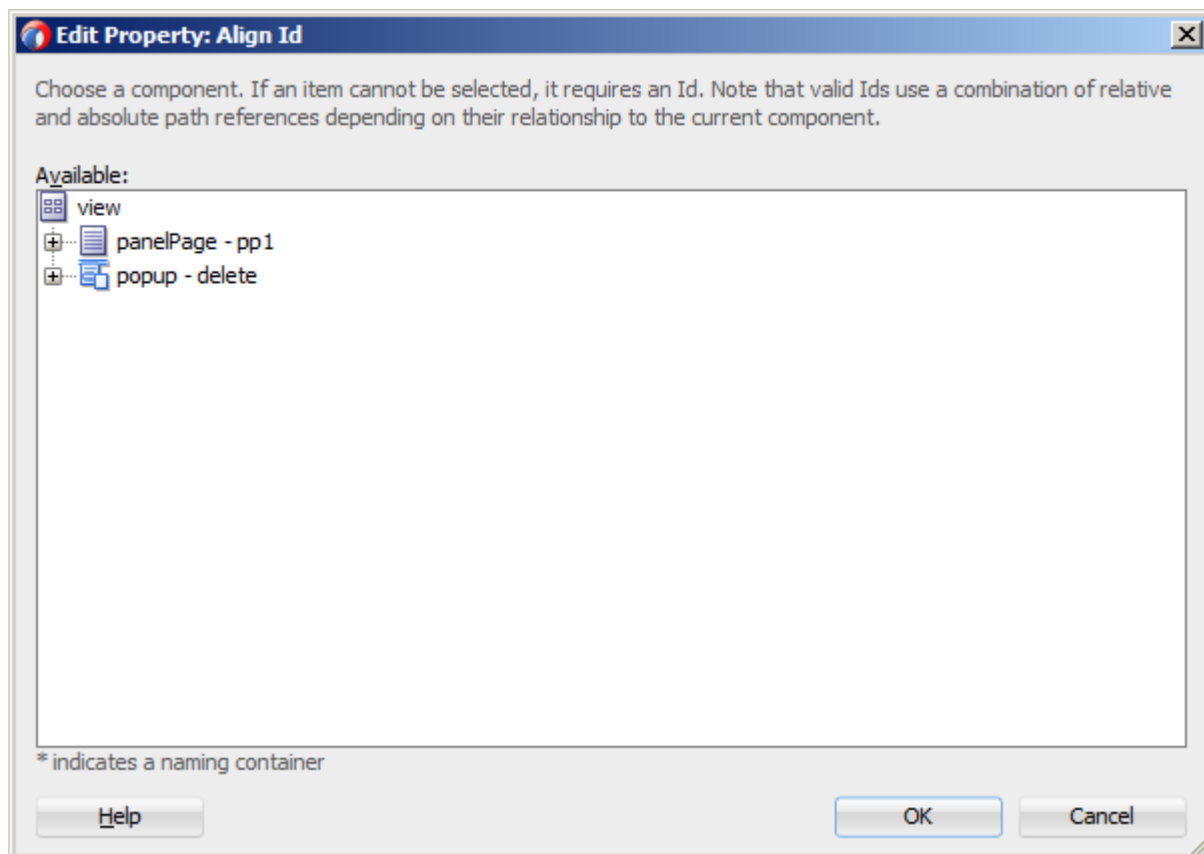 Edit Property: Align Id
Choose a component. If an item cannot be selected, it requires an Id. Note that valid Ids use a combination of relative
and absolute path references depending on their relationship to the current component.
Available:
view
panelPage - pp1
popup - delete
* indicates a naming container
Help OK Cancel